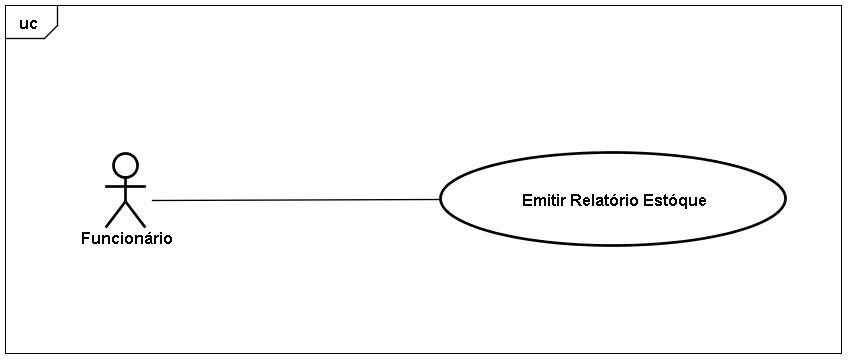 uc
Emitir Relatório Estóque
Funcionário